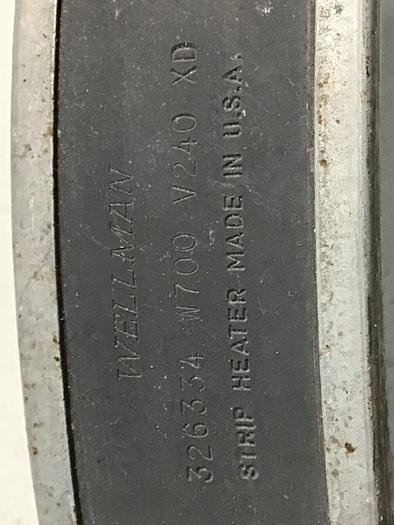 WELLMAN
326334 W700 V240 XD
STRIP HEATER MADE IN U.S.A.